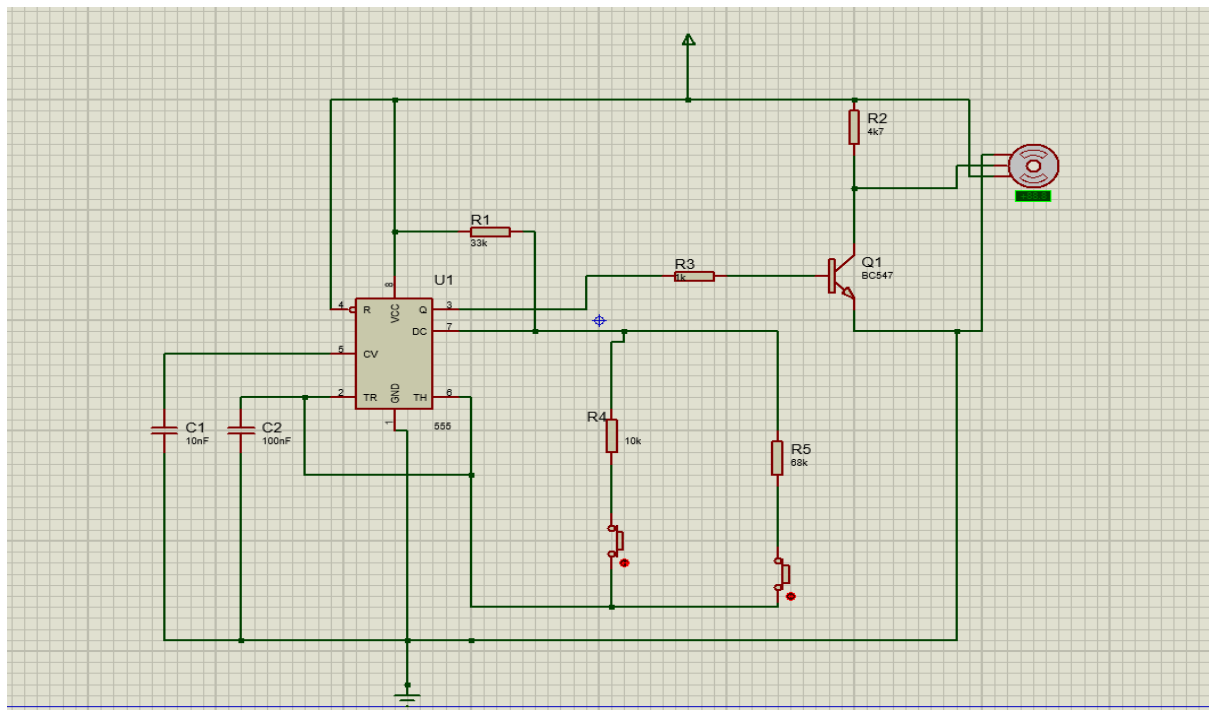 R2
4k7
R1
33k
R3
1k
Q1
BC547
U1
8
4
R
VCC
Q
3
DC
7
5
CV
2
TR
GND
TH
6
1
555
C1
10nF
C2
100nF
R4
10k
R5
68k